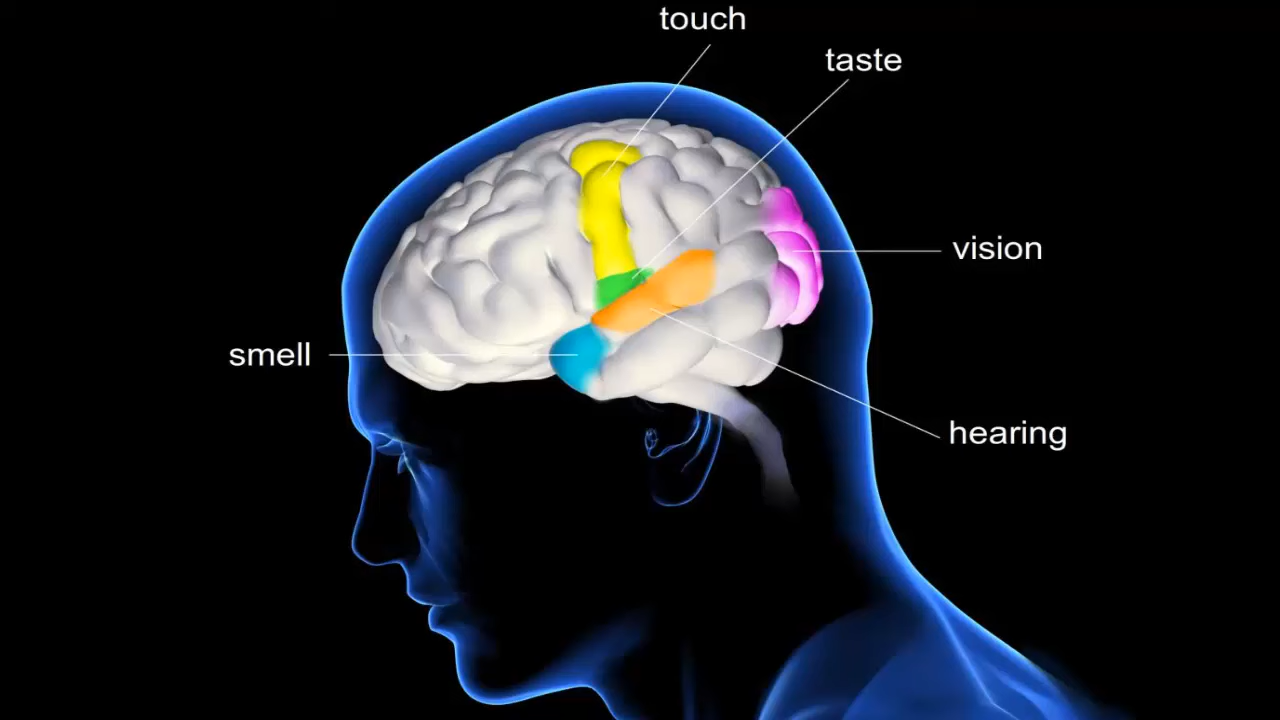 touch
taste
vision
smell
hearing